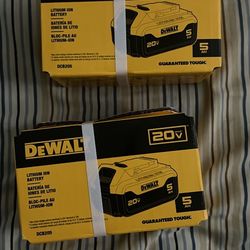 LITHIUM ION
BATTERY
BATERÍA DE
IONES DE LITIO
BLOC-PILE AU
LITHIUM-ION
DCB205
DEWALT
20V
5
GUARANTEED TOUGH.
DEWALT
20V
LITHIUM ION
BATTERY
BATERÍA DE
IONES DE LITIO
BLOC-PILE AU
LITHIUM-ION
DCB205
DEWALT
20V
5
GUARANTEED TOUGH.